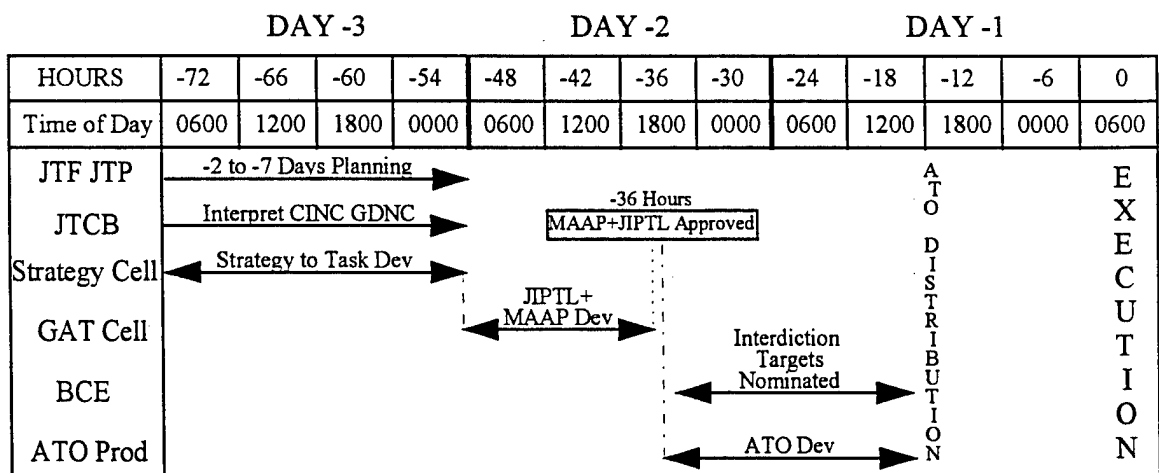 DAY -3 DAY -2 DAY -1
HOURS -72 -66 -60 -54 -48 -42 -36 -30 -24 -18 -12 -6 0
Time of Day 0600 1200 1800 0000 0600 1200 1800 0000 0600 1200 1800 0000 0600
JTF JTP -2 to -7 Days Planning
-36 Hours
JTCB Interpret CINC GDNC MAAP+JIPTL Approved
Strategy Cell Strategy to Task Dev
JIPTL+
GAT Cell MAAP Dev
Interdiction
Targets
BCE Nominated
ATO Prod ATO Dev
ATO DISTRIBUTION
EXECUTION